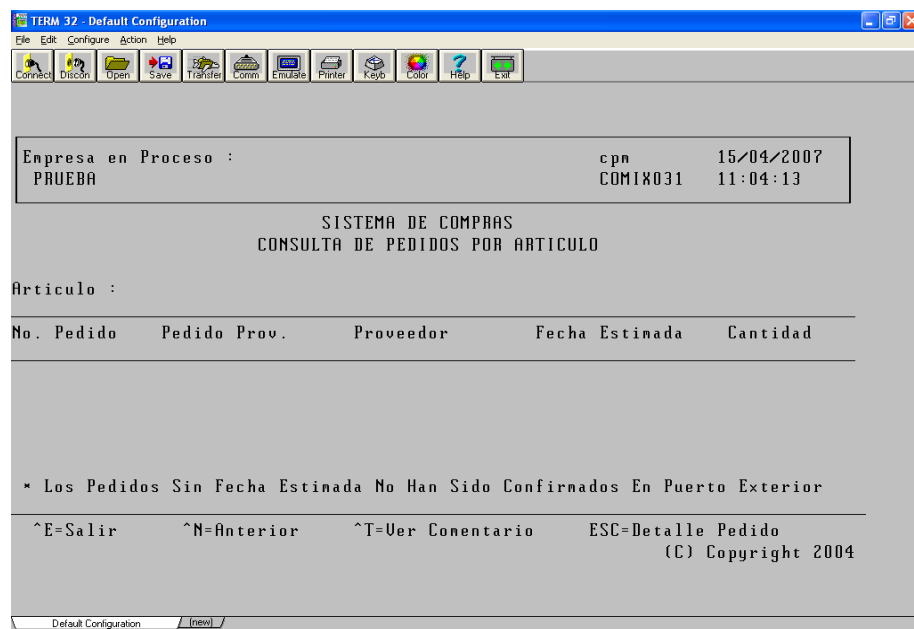 TERM 32 - Default Configuration
File Edit Configure Action Help
Connect Discon Open Save Transfer Comm Emulate Printer Keyb Color Help Exit
Empresa en Proceso : cpm 15/04/2007
PRUEBA COMIX031 11:04:13
SISTEMA DE COMPRAS
CONSULTA DE PEDIDOS POR ARTICULO
Articulo :
No. Pedido Pedido Prov. Proveedor Fecha Estimada Cantidad
* Los Pedidos Sin Fecha Estimada No Han Sido Confirmados En Puerto Exterior
^E=Salir ^N=Anterior ^T=Ver Comentario ESC=Detalle Pedido
(C) Copyright 2004
Default Configuration (new)